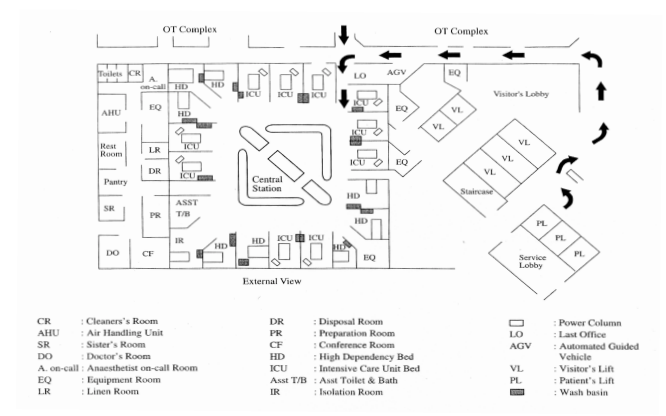 OT Complex
OT Complex
Toilets CR
A. on-call
HD
HD
ICU
ICU
ICU
LO
AGV
EQ
Visitor's Lobby
AHU
EQ
HD
ICU
EQ
VL
VL
VL
VL
VL
Rest Room
LR
ICU
ICU
EQ
DR
ICU
Central Station
Pantry
Staircase
SR
PR
ASST T/B
HD
HD
PL
PL
PL
DO
CF
IR
HD
HD
ICU
ICU
HD
EQ
Service Lobby
External View
CR : Cleaners's Room
AHU : Air Handling Unit
SR : Sister's Room
DO : Doctor's Room
A. on-call : Anaesthetist on-call Room
EQ : Equipment Room
LR : Linen Room
DR : Disposal Room
PR : Preparation Room
CF : Conference Room
HD : High Dependency Bed
ICU : Intensive Care Unit Bed
Asst T/B : Asst Toilet & Bath
IR : Isolation Room
: Power Column
LO : Last Office
AGV : Automated Guided
Vehicle
VL : Visitor's Lift
PL : Patient's Lift
: Wash basin